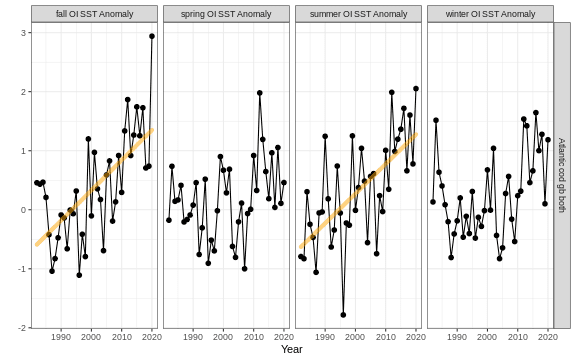 fall OI SST Anomaly
spring OI SST Anomaly
summer OI SST Anomaly
winter OI SST Anomaly
3
2
1
0
-1
-2
Atlantic cod gb both
1990 2000 2010 2020
1990 2000 2010 2020
1990 2000 2010 2020
1990 2000 2010 2020
Year